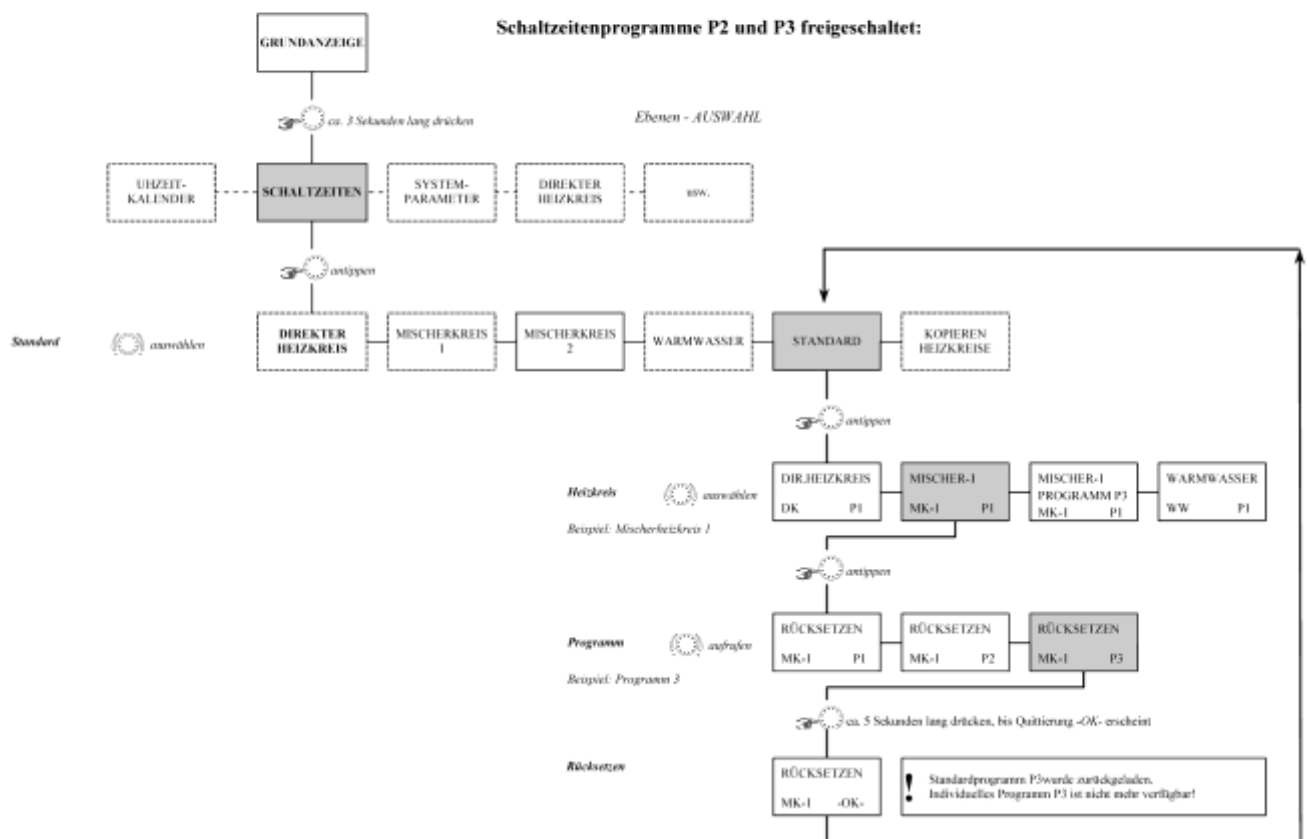 Schaltzeitenprogramme P2 und P3 freigeschaltet:
GRUNDANZEIGE
ca. 3 Sekunden lang drücken
Ebenen - AUSWAHL
UHZEIT-
KALENDER
SCHALTZEITEN
SYSTEM-
PARAMETER
DIREKTER
HEIZKREIS
usw.
antippen
Standard
auswählen
DIREKTER
HEIZKREIS
MISCHERKREIS
1
MISCHERKREIS
2
WARMWASSER
STANDARD
KOPIEREN
HEIZKREISE
antippen
Heizkreis
auswählen
Beispiel: Mischerheizkreis 1
DIR.HEIZKREIS
DK P1
MISCHER-1
MK-1 P1
MISCHER-1
PROGRAMM P3
MK-1 P1
WARMWASSER
WW P1
antippen
Programm
aufrufen
Beispiel: Programm 3
RÜCKSETZEN
MK-1 P1
RÜCKSETZEN
MK-1 P2
RÜCKSETZEN
MK-1 P3
ca. 5 Sekunden lang drücken, bis Quittierung -OK- erscheint
Rücksetzen
RÜCKSETZEN
MK-1 -OK-
! Standardprogramm P3wurde zurückgeladen.
Individuelles Programm P3 ist nicht mehr verfügbar!